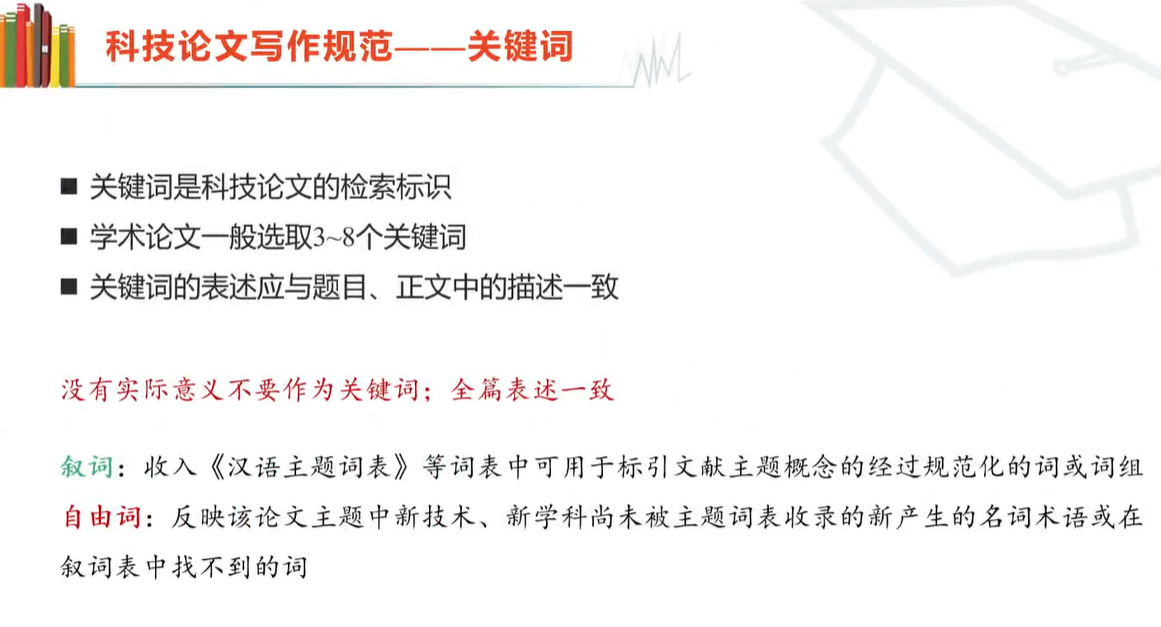 科技论文写作规范——关键词
■ 关键词是科技论文的检索标识
■ 学术论文一般选取3~8个关键词
■ 关键词的表述应与题目、正文中的描述一致
没有实际意义不要作为关键词；全篇表述一致
叙词：收入《汉语主题词表》等词表中可用于标引文献主题概念的经过规范化的词或词组
自由词：反映该论文主题中新技术、新学科尚未被主题词表收录的新产生的名词术语或在
叙词表中找不到的词